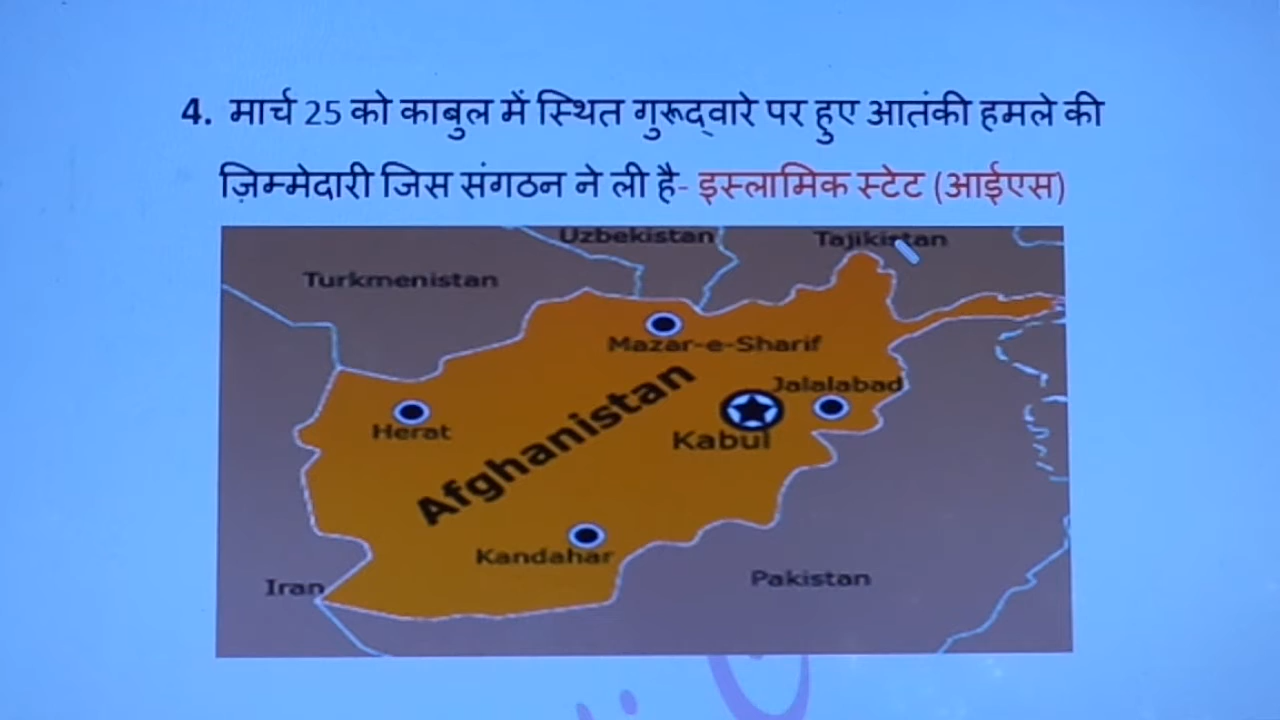 4. मार्च 25 को काबुल में स्थित गुरूद्वारे पर हुए आतंकी हमले की
ज़िम्मेदारी जिस संगठन ने ली है- इस्लामिक स्टेट (आईएस)
Uzbekistan
Tajikistan
Turkmenistan
Mazar-e-Sharif
Jalalabad
Herat
Afghanistan
Kabul
Kandahar
Iran
Pakistan